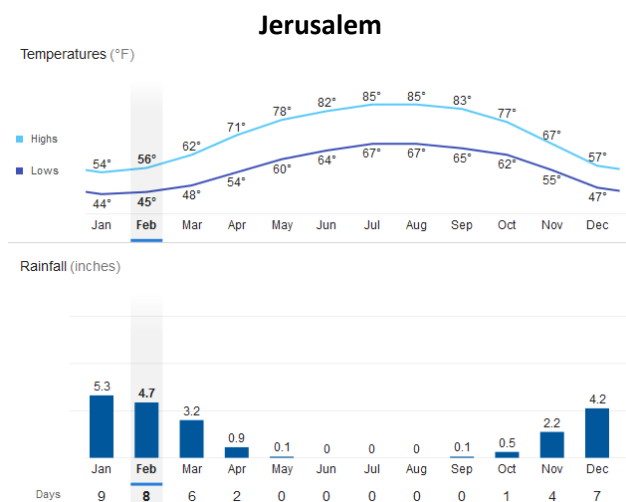 Jerusalem
Temperatures (°F)
85° 85°
82° 83°
78° 77°
71°
67°
62°
Highs
54° 56° 57°
67° 67°
64° 65°
60° 62°
Lows
54° 55°
48° 47°
44° 45°
Jan Feb Mar Apr May Jun Jul Aug Sep Oct Nov Dec
Rainfall (inches)
5.3
4.7
4.2
3.2
2.2
0.9
0.5
0.1 0 0 0 0.1
Jan Feb Mar Apr May Jun Jul Aug Sep Oct Nov Dec
Days 9 8 6 2 0 0 0 0 0 1 4 7